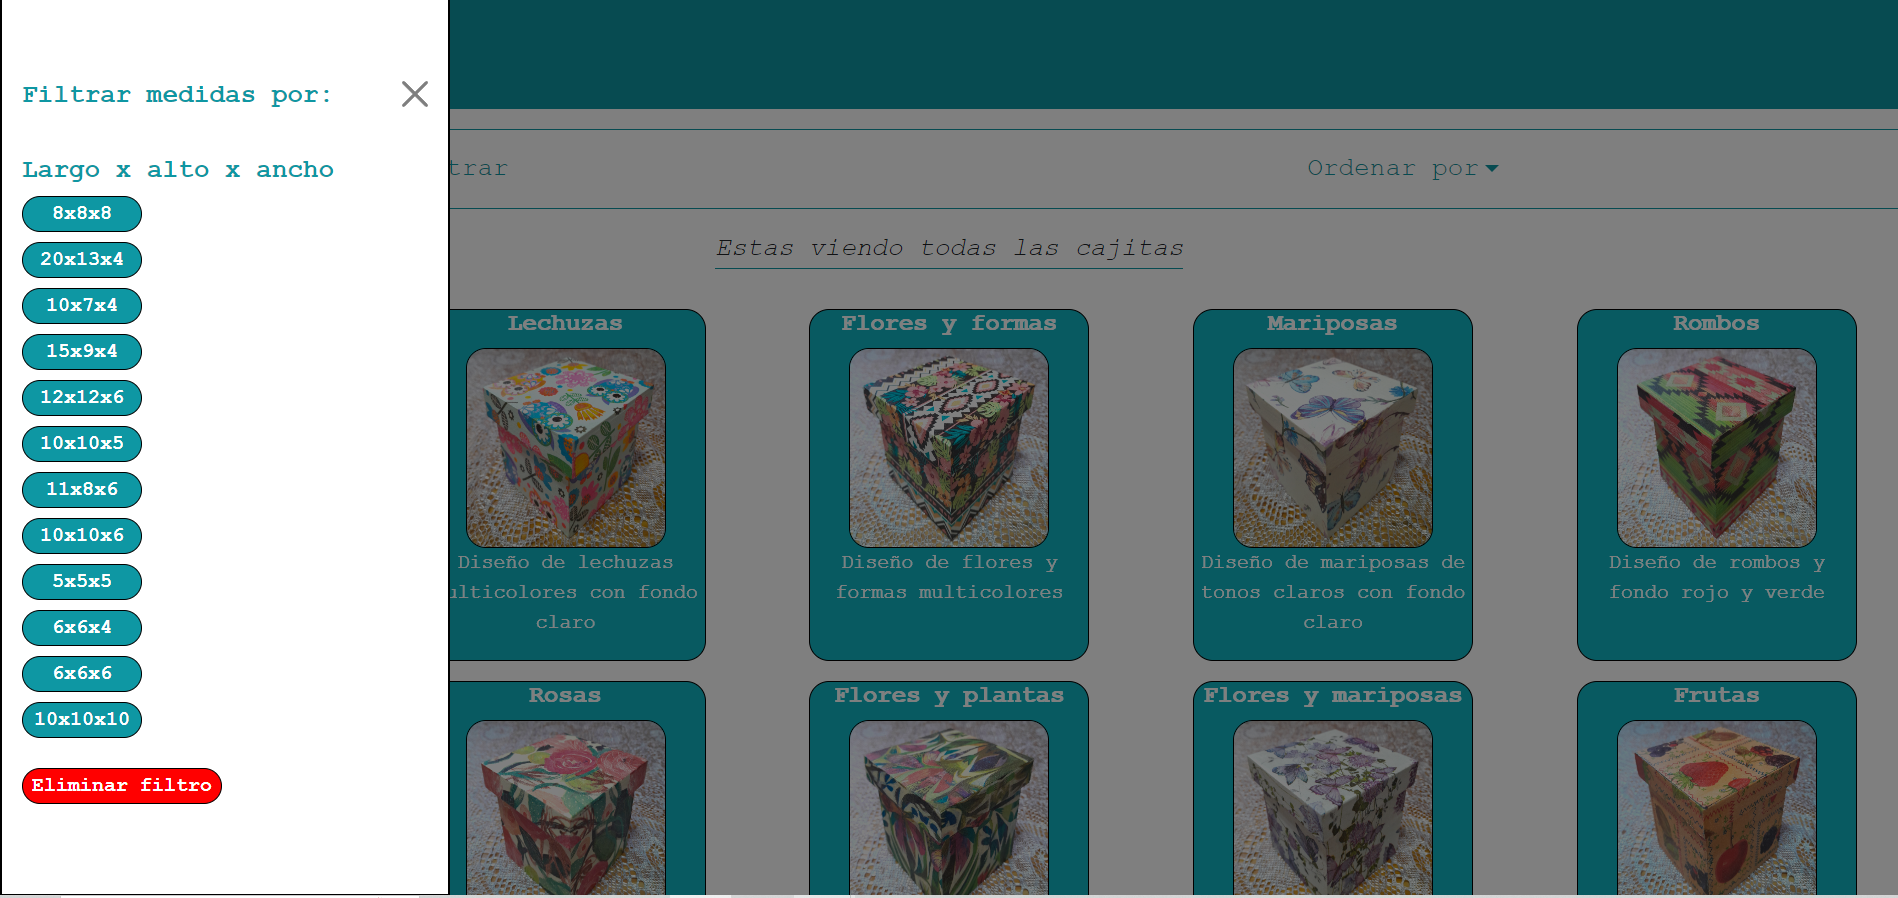 Filtrar medidas por:
Largo x alto x ancho
8x8x8
20x13x4
10x7x4
15x9x4
12x12x6
10x10x5
11x8x6
10x10x6
5x5x5
6x6x4
6x6x6
10x10x10
Eliminar filtro
trar
Ordenar por
Estas viendo todas las cajitas
Lechuzas
Diseño de lechuzas
ulticolores con fondo
claro
Flores y formas
Diseño de flores y
formas multicolores
Mariposas
Diseño de mariposas de
tonos claros con fondo
claro
Rombos
Diseño de rombos y
fondo rojo y verde
Rosas
Flores y plantas
Flores y mariposas
Frutas